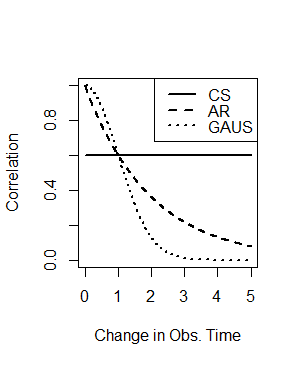 CS
AR
GAUS
Correlation
0.8
0.4
0.0
0 1 2 3 4 5
Change in Obs. Time